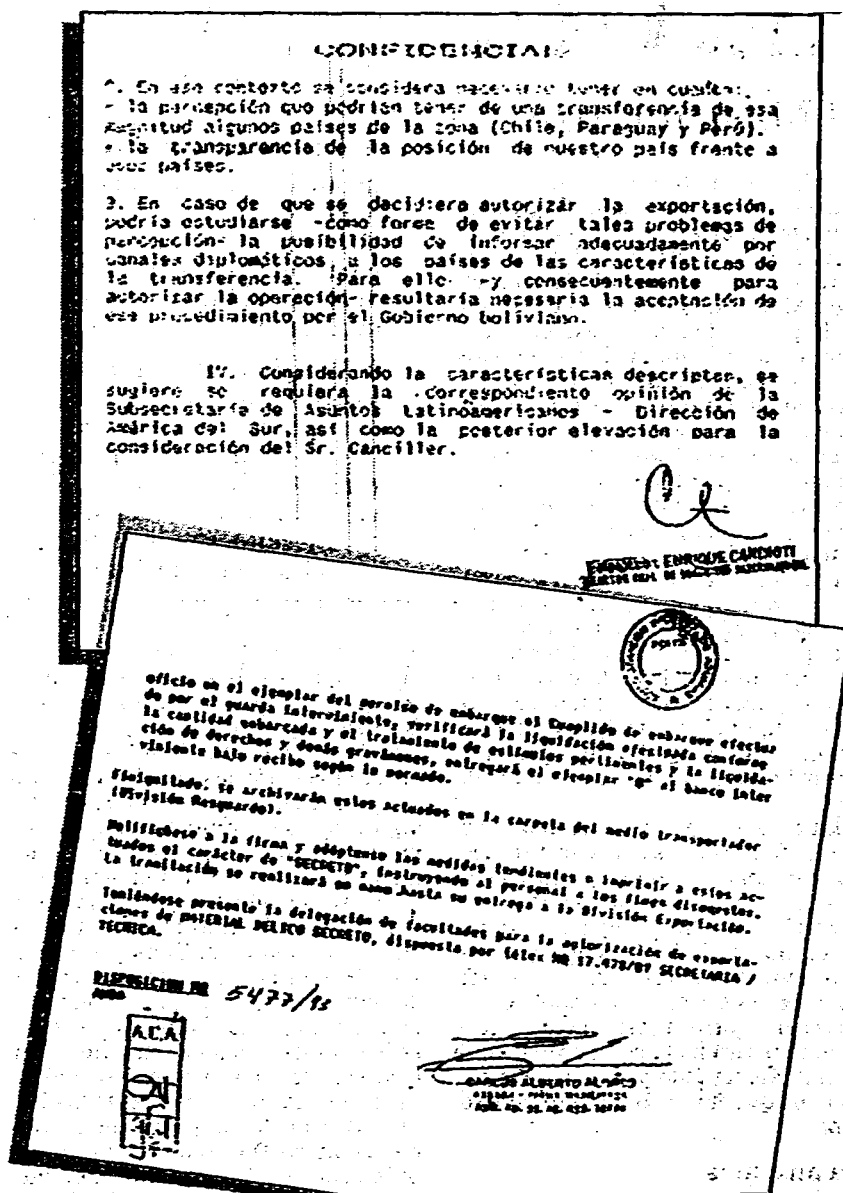 CONFIDENCIAL
. En ese contexto se considera necesario tener en cuenta:
- la percepción que podrían tener de una transferencia de esa
magnitud algunos países de la zona (Chile, Paraguay y Perú).
- la transparencia de la posición de nuestro país frente a
esos países.
3. En caso de que se decidiera autorizar la exportación,
podría estudiarse -como forma de evitar tales problemas de
percepción- la posibilidad de informar adecuadamente por
canales diplomáticos a los países de las características de
la transferencia. Para ello -y consecuentemente para
autorizar la operación- resultaría necesaria la aceptación de
ese procedimiento por el Gobierno boliviano.
IV. Considerando la características descriptas, se
sugiere se requiera la correspondiente opinión de la
Subsecretaría de Asuntos Latinoamericanos - Dirección de
América del Sur, así como la posterior elevación para la
consideración del Sr. Canciller.
ENRIQUE CANDIOTI
oficio en el ejemplar del permiso de embarque el Cumplido de embarque efectua
do por el guarda interviniente, verificará la liquidación efectuada conforme
la cantidad embarcada y el tratamiento de estímulos pertinentes y la liquida-
ción de derechos y demás gravámenes, entregará el ejemplar "8" al banco inter
viniente bajo recibo según lo normado.
Finiquitado, se archivarán estos actuados en la carpeta del medio transportador
(División Resguardo).
Notifíquese a la firma y adóptense las medidas tendientes a imprimir a estos ac-
tuados el carácter de "SECRETO", instruyendo al personal a los fines dispuestos.
La tramitación se realizará en mano hasta su entrega a la División Exportación.
Teniéndose presente la delegación de facultades para la autorización de exporta-
ciones de MATERIAL BELICO SECRETO, dispuesta por télex NR 17.478/89 SECRETARIA /
TECNICA.
DISPOSICION NR 5477/93
A.C.A.
CARLOS ALBERTO